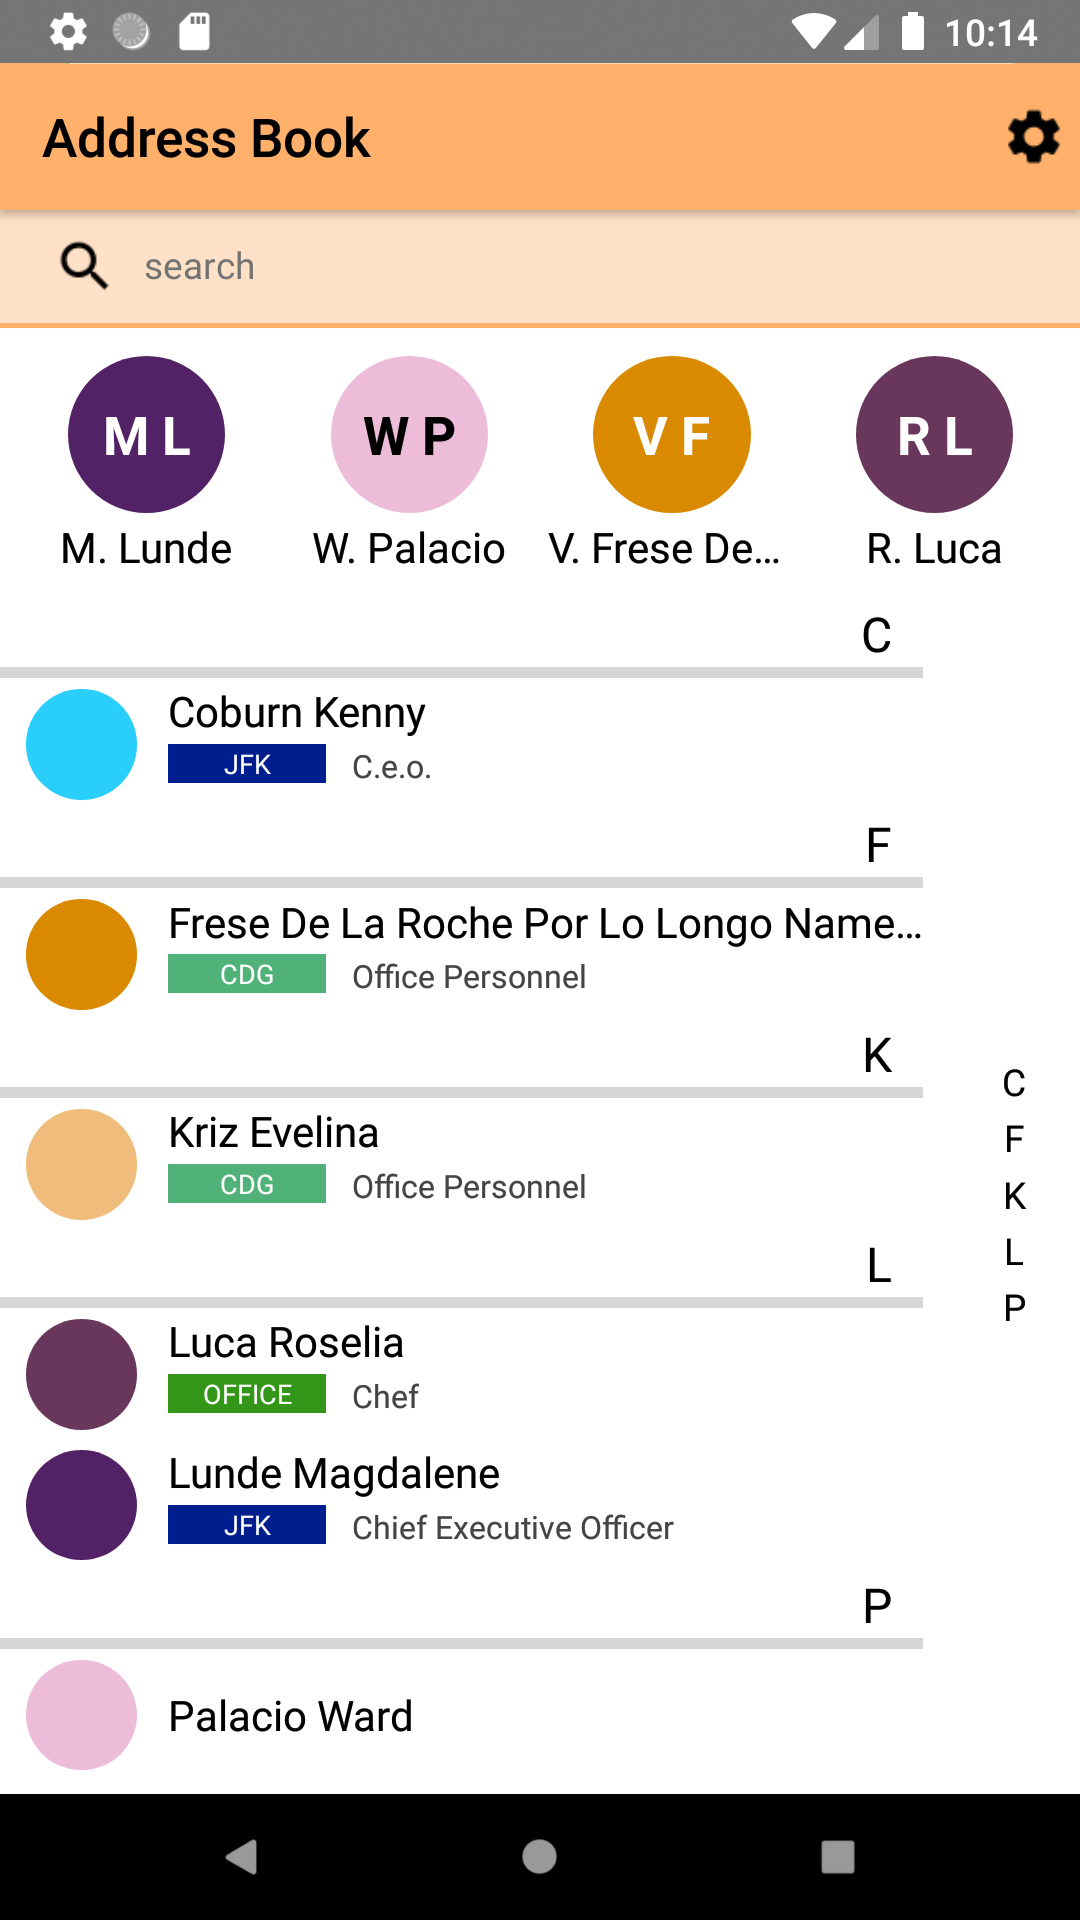 10:14
Address Book
search
M L
W P
V F
R L
M. Lunde
W. Palacio
V. Frese De...
R. Luca
C
Coburn Kenny
JFK
C.e.o.
F
Frese De La Roche Por Lo Longo Name...
CDG
Office Personnel
K
Kriz Evelina
CDG
Office Personnel
L
Luca Roselia
OFFICE
Chef
Lunde Magdalene
JFK
Chief Executive Officer
P
Palacio Ward
C
F
K
L
P